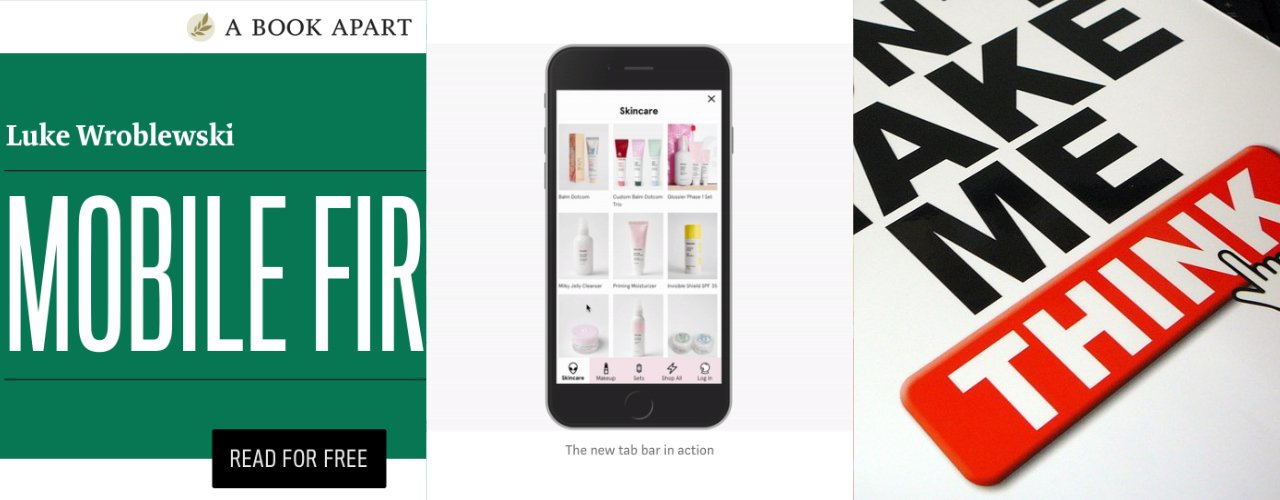 A BOOK APART
Luke Wroblewski
MOBILE FIR
READ FOR FREE
Skincare
Balm Dotcom
Custom Balm Dotcom
Trio
Glossier Phase 1 Set
Milky Jelly Cleanser
Priming Moisturizer
Invisible Shield SPF 35
Skincare
Makeup
Sets
Shop All
Log In
The new tab bar in action
AKE
ME
THINK